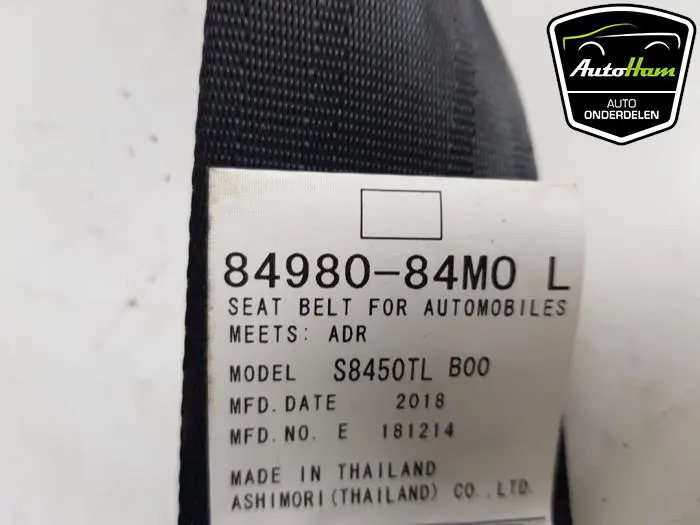 AutoHam
AUTO
ONDERDELEN
84980-84M0 L
SEAT BELT FOR AUTOMOBILES
MEETS: ADR
MODEL S8450TL B00
MFD. DATE 2018
MFD. NO. E 181214
MADE IN THAILAND
ASHIMORI (THAILAND) CO., LTD.